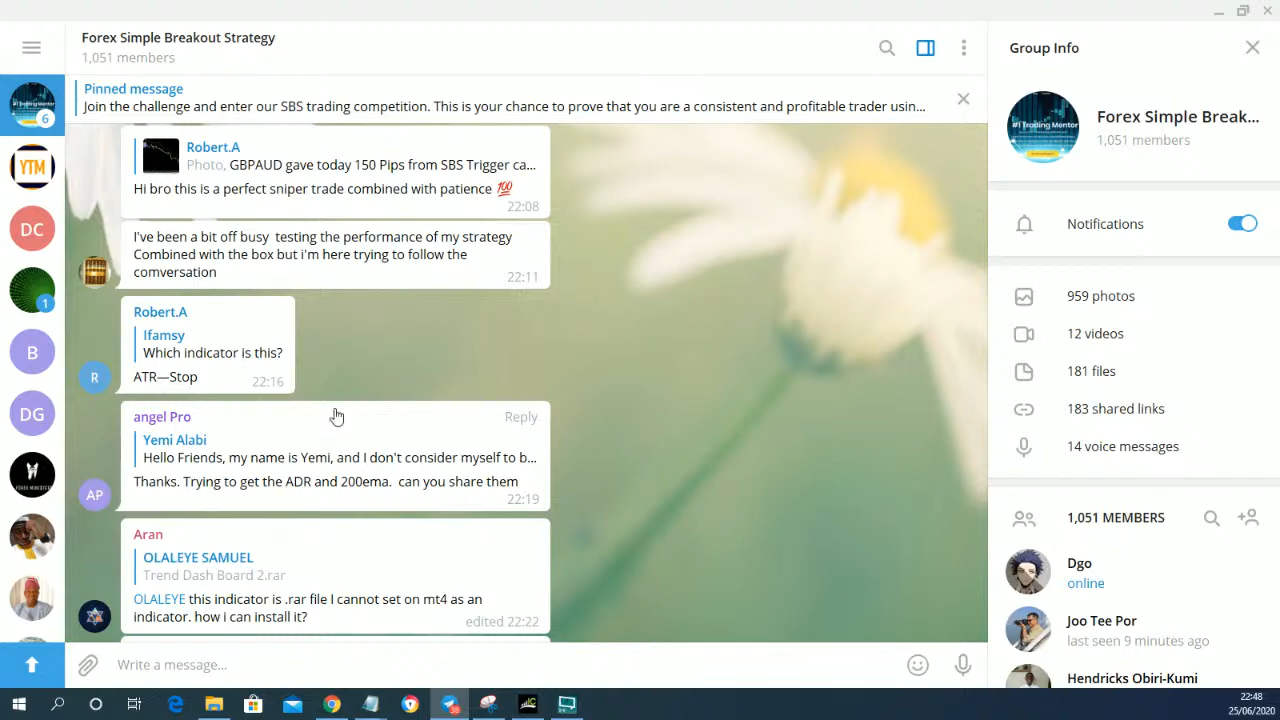 Forex Simple Breakout Strategy
1,051 members
Group Info
Pinned message
Join the challenge and enter our SBS trading competition. This is your chance to prove that you are a consistent and profitable trader usin...
#1 Trading Mentor
Forex Simple Break...
1,051 members
6
YTM
DC
1
B
DG
Robert.A
Photo, GBPAUD gave today 150 Pips from SBS Trigger ca...
Hi bro this is a perfect sniper trade combined with patience 💯
22:08
I've been a bit off busy  testing the performance of my strategy
Combined with the box but i'm here trying to follow the
comversation
22:11
Robert.A
Ifamsy
Which indicator is this?
R
ATR—Stop
22:16
angel Pro
Reply
Yemi Alabi
Hello Friends, my name is Yemi, and I don't consider myself to b...
AP
Thanks. Trying to get the ADR and 200ema.  can you share them
22:19
Aran
OLALEYE SAMUEL
Trend Dash Board 2.rar
OLALEYE this indicator is .rar file I cannot set on mt4 as an
indicator. how i can install it?
edited 22:22
Write a message...
Notifications
959 photos
12 videos
181 files
183 shared links
14 voice messages
1,051 MEMBERS
Dgo
online
Joo Tee Por
last seen 9 minutes ago
Hendricks Obiri-Kumi
38
22:48
25/06/2020